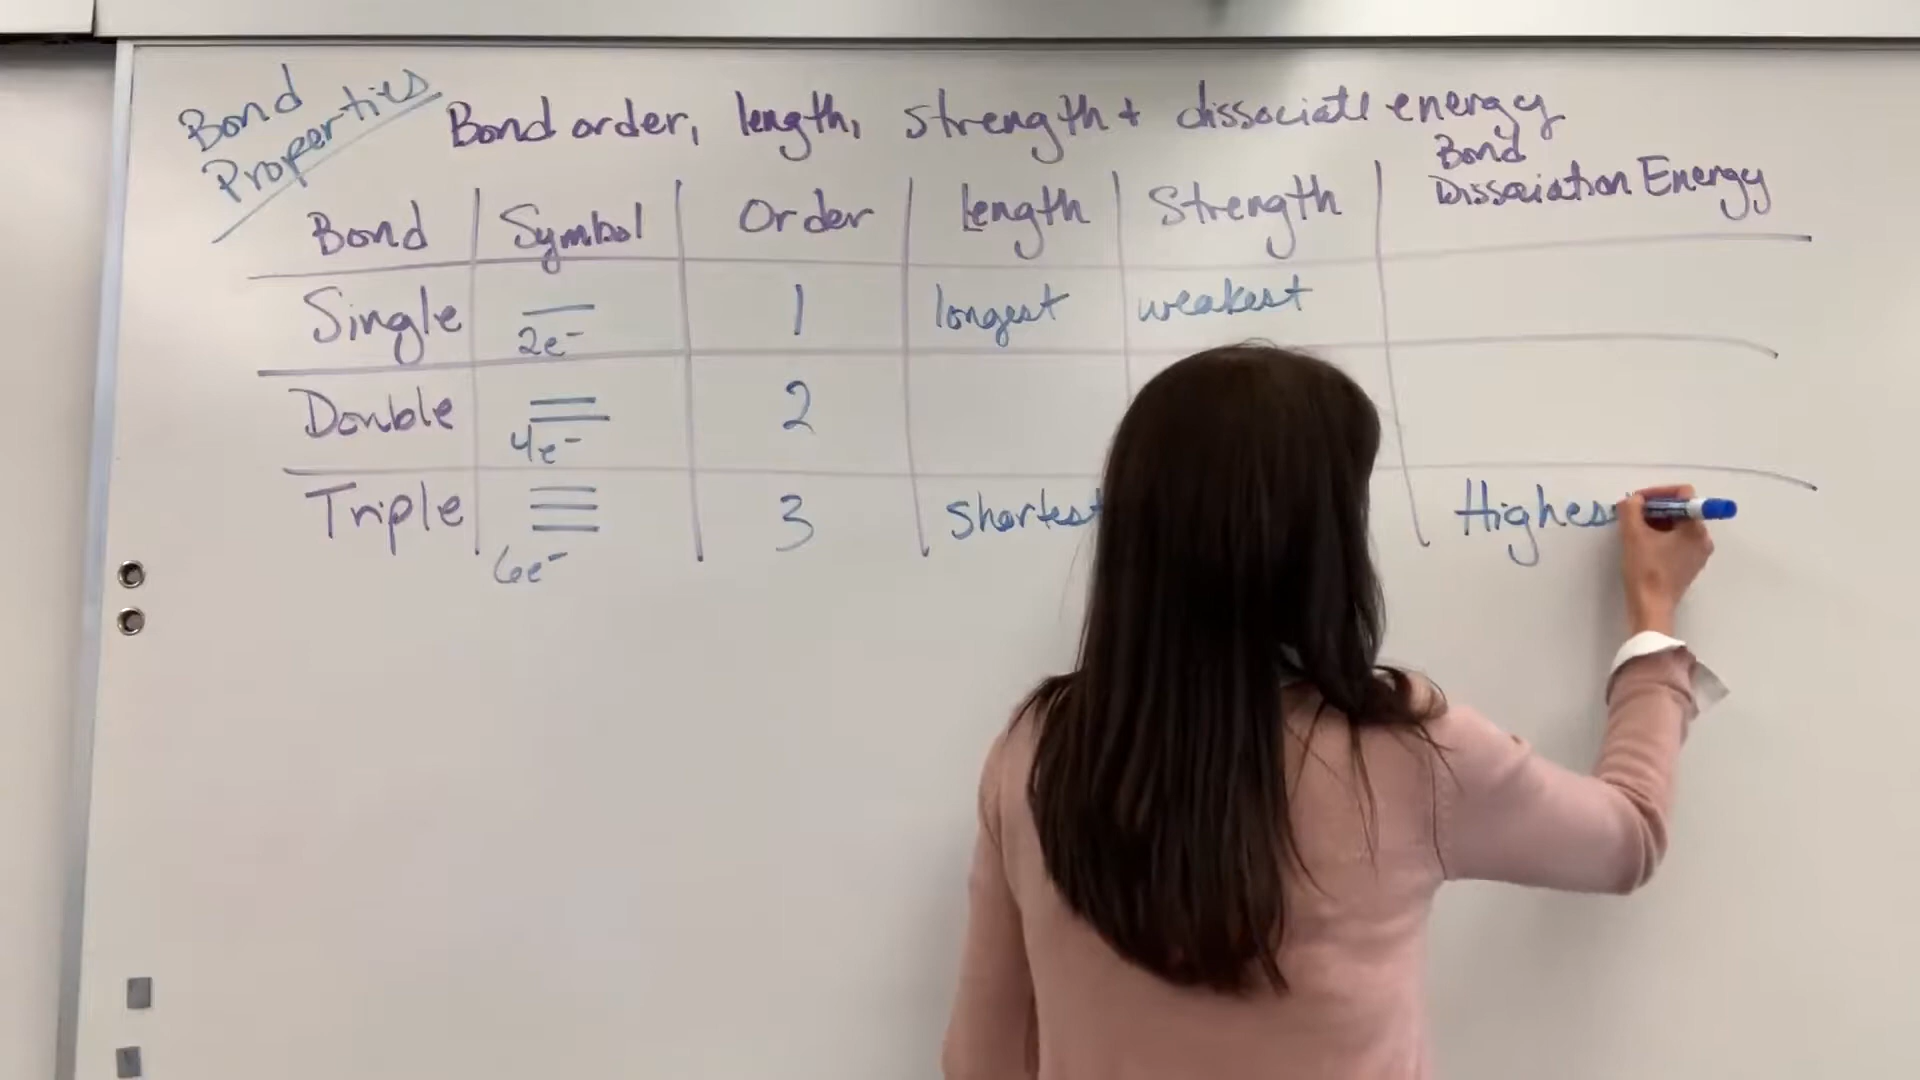 Bond Properties
Bond order, length, strength + dissociate energy
Bond Symbol Order length Strength Bond Dissociation Energy
Single 2e⁻ 1 longest weakest
Double 4e⁻ 2
Triple 6e⁻ 3 Shortest Highes